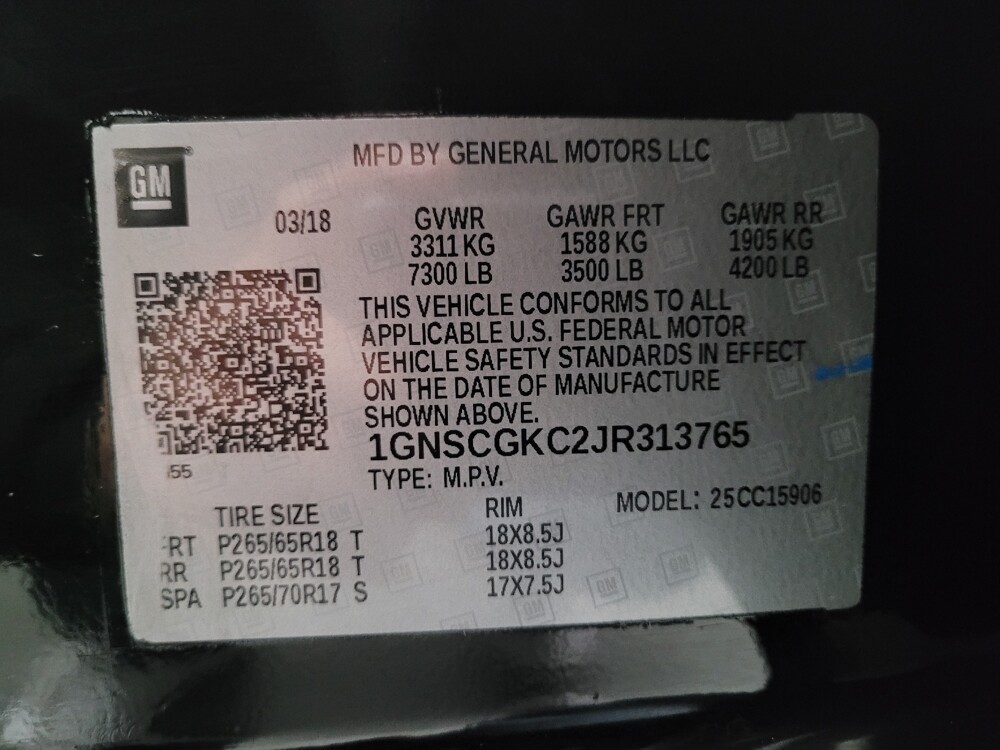 GM
MFD BY GENERAL MOTORS LLC
03/18 GVWR GAWR FRT GAWR RR
3311 KG 1588 KG 1905 KG
7300 LB 3500 LB 4200 LB
THIS VEHICLE CONFORMS TO ALL
APPLICABLE U.S. FEDERAL MOTOR
VEHICLE SAFETY STANDARDS IN EFFECT
ON THE DATE OF MANUFACTURE
SHOWN ABOVE.
1GNSCGKC2JR313765
/55
TYPE: M.P.V.
MODEL: 25CC15906
TIRE SIZE RIM
FRT P265/65R18 T 18X8.5J
RR P265/65R18 T 18X8.5J
SPA P265/70R17 S 17X7.5J